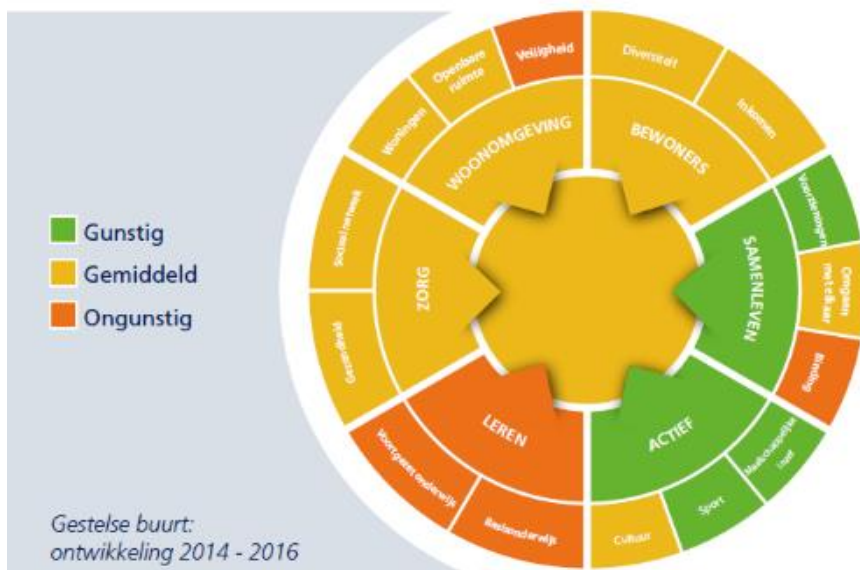 Gunstig
Gemiddeld
Ongunstig
Gestelse buurt:
ontwikkeling 2014 - 2016
WOONOMGEVING
Woningen
Openbare
ruimte
Veiligheid
BEWONERS
Diversiteit
Inkomen
SAMENLEVEN
Voorzieningen
Omgaan
met elkaar
Binding
ACTIEF
Maatschappelijke
inzet
Sport
Cultuur
LEREN
Basisonderwijs
Voortgezet onderwijs
ZORG
Gezondheid
Sociaal netwerk